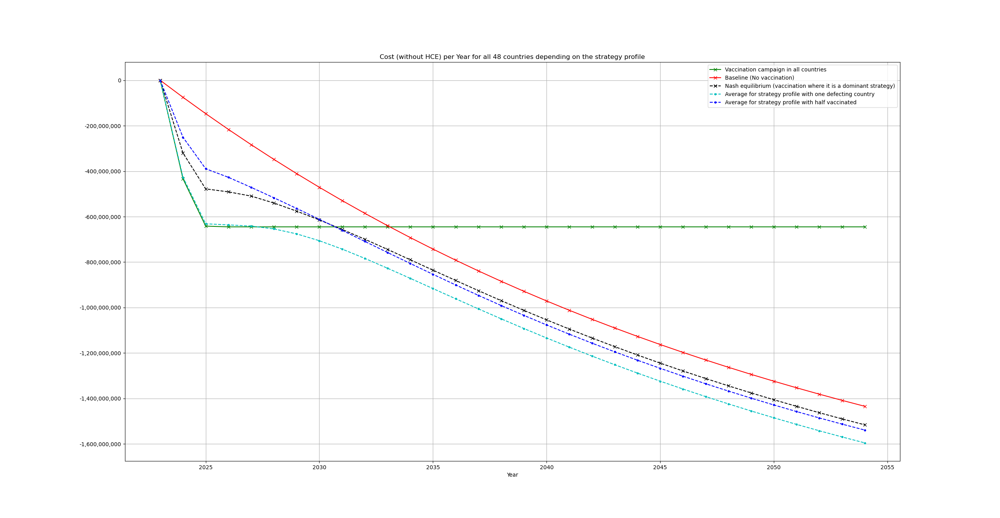 Cost (without HCE) per Year for all 48 countries depending on the strategy profile
Vaccination campaign in all countries
Baseline (No vaccination)
Nash equilibrium (vaccination where it is a dominant strategy)
Average for strategy profile with one defecting country
Average for strategy profile with half vaccinated
0
-200,000,000
-400,000,000
-600,000,000
-800,000,000
-1,000,000,000
-1,200,000,000
-1,400,000,000
-1,600,000,000
2025 2030 2035 2040 2045 2050 2055
Year